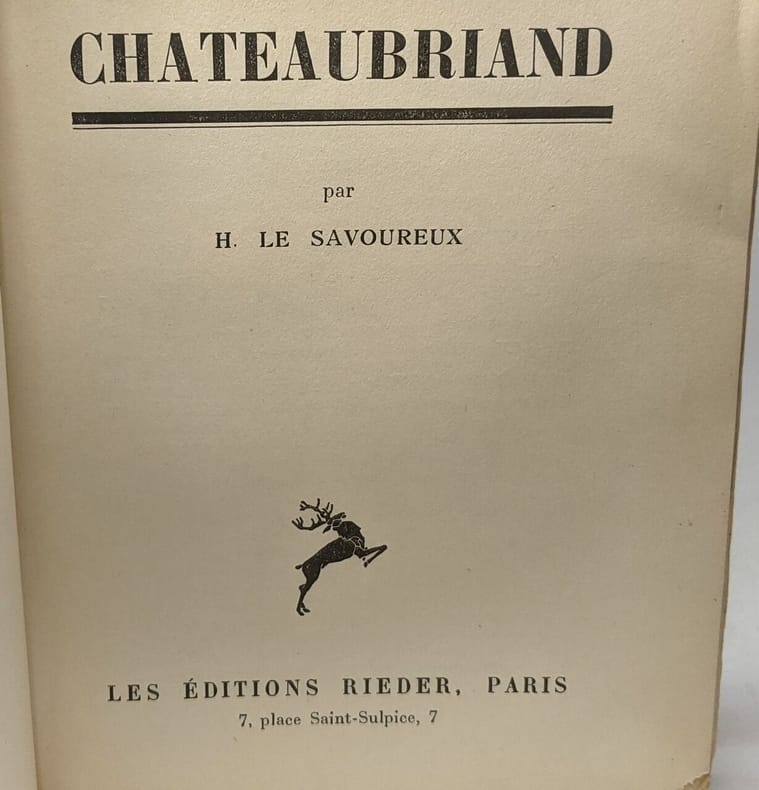 CHATEAUBRIAND
par
H. LE SAVOUREUX
LES ÉDITIONS RIEDER, PARIS
7, place Saint-Sulpice, 7